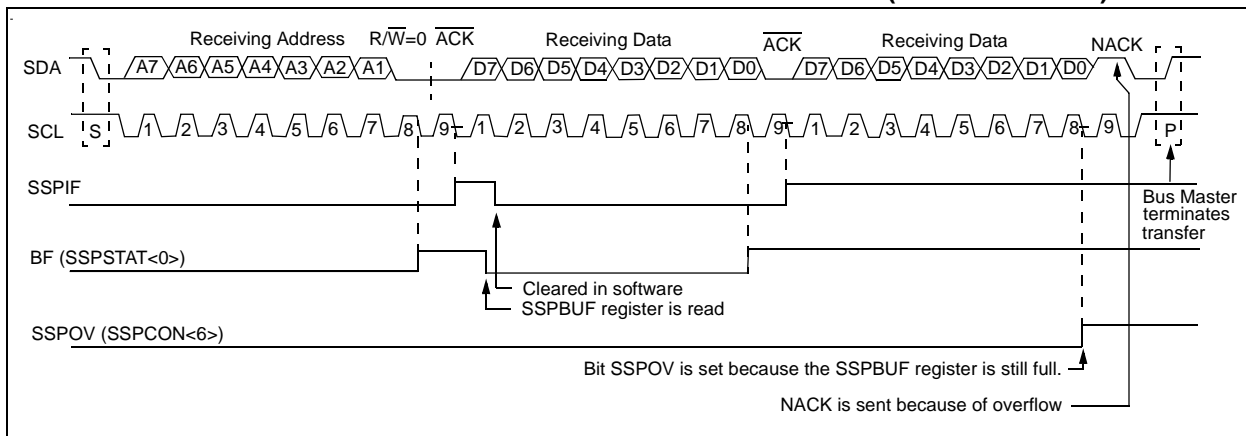 Receiving Address R/W=0 ACK Receiving Data ACK Receiving Data NACK
SDA A7 A6 A5 A4 A3 A2 A1 D7 D6 D5 D4 D3 D2 D1 D0 D7 D6 D5 D4 D3 D2 D1 D0
SCL S 1 2 3 4 5 6 7 8 9 1 2 3 4 5 6 7 8 9 1 2 3 4 5 6 7 8 9 P
SSPIF
Bus Master
terminates
transfer
BF (SSPSTAT<0>)
Cleared in software
SSPBUF register is read
SSPOV (SSPCON<6>)
Bit SSPOV is set because the SSPBUF register is still full.
NACK is sent because of overflow